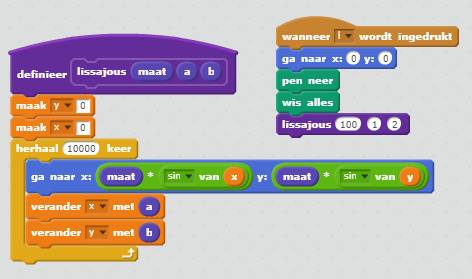 definieer lissajous maat a b
maak y 0
maak x 0
herhaal 10000 keer
ga naar x: maat * sin van x y: maat * sin van y
verander x met a
verander y met b
wanneer l wordt ingedrukt
ga naar x: 0 y: 0
pen neer
wis alles
lissajous 100 1 2